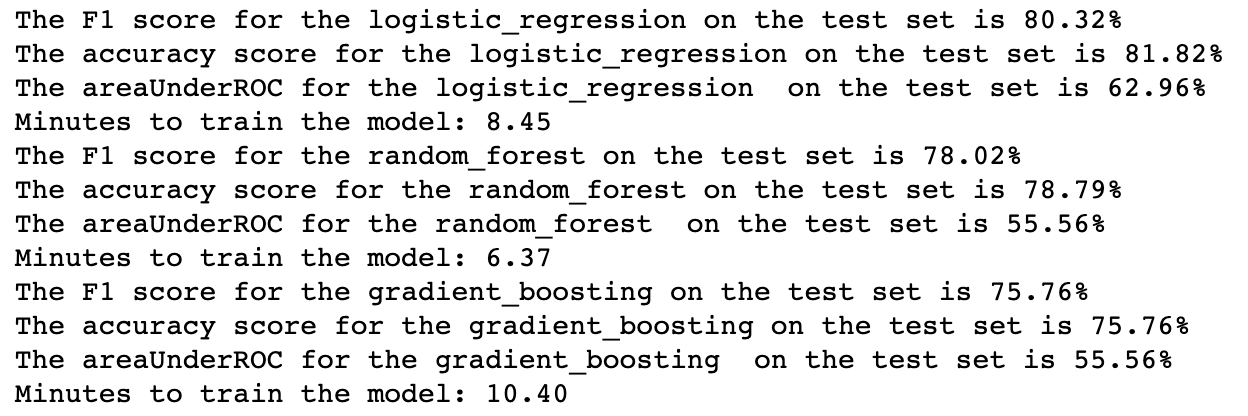 The F1 score for the logistic_regression on the test set is 80.32%
The accuracy score for the logistic_regression on the test set is 81.82%
The areaUnderROC for the logistic_regression  on the test set is 62.96%
Minutes to train the model: 8.45
The F1 score for the random_forest on the test set is 78.02%
The accuracy score for the random_forest on the test set is 78.79%
The areaUnderROC for the random_forest  on the test set is 55.56%
Minutes to train the model: 6.37
The F1 score for the gradient_boosting on the test set is 75.76%
The accuracy score for the gradient_boosting on the test set is 75.76%
The areaUnderROC for the gradient_boosting  on the test set is 55.56%
Minutes to train the model: 10.40